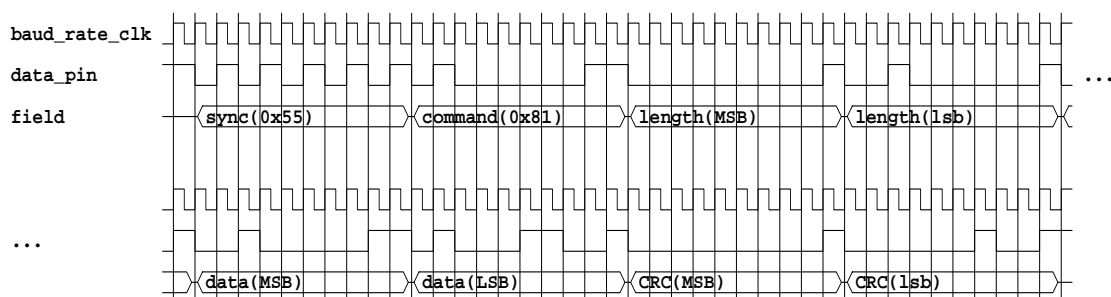 baud_rate_clk
data_pin ...
field sync(0x55) command(0x81) length(MSB) length(lsb)
...
data(MSB) data(LSB) CRC(MSB) CRC(lsb)